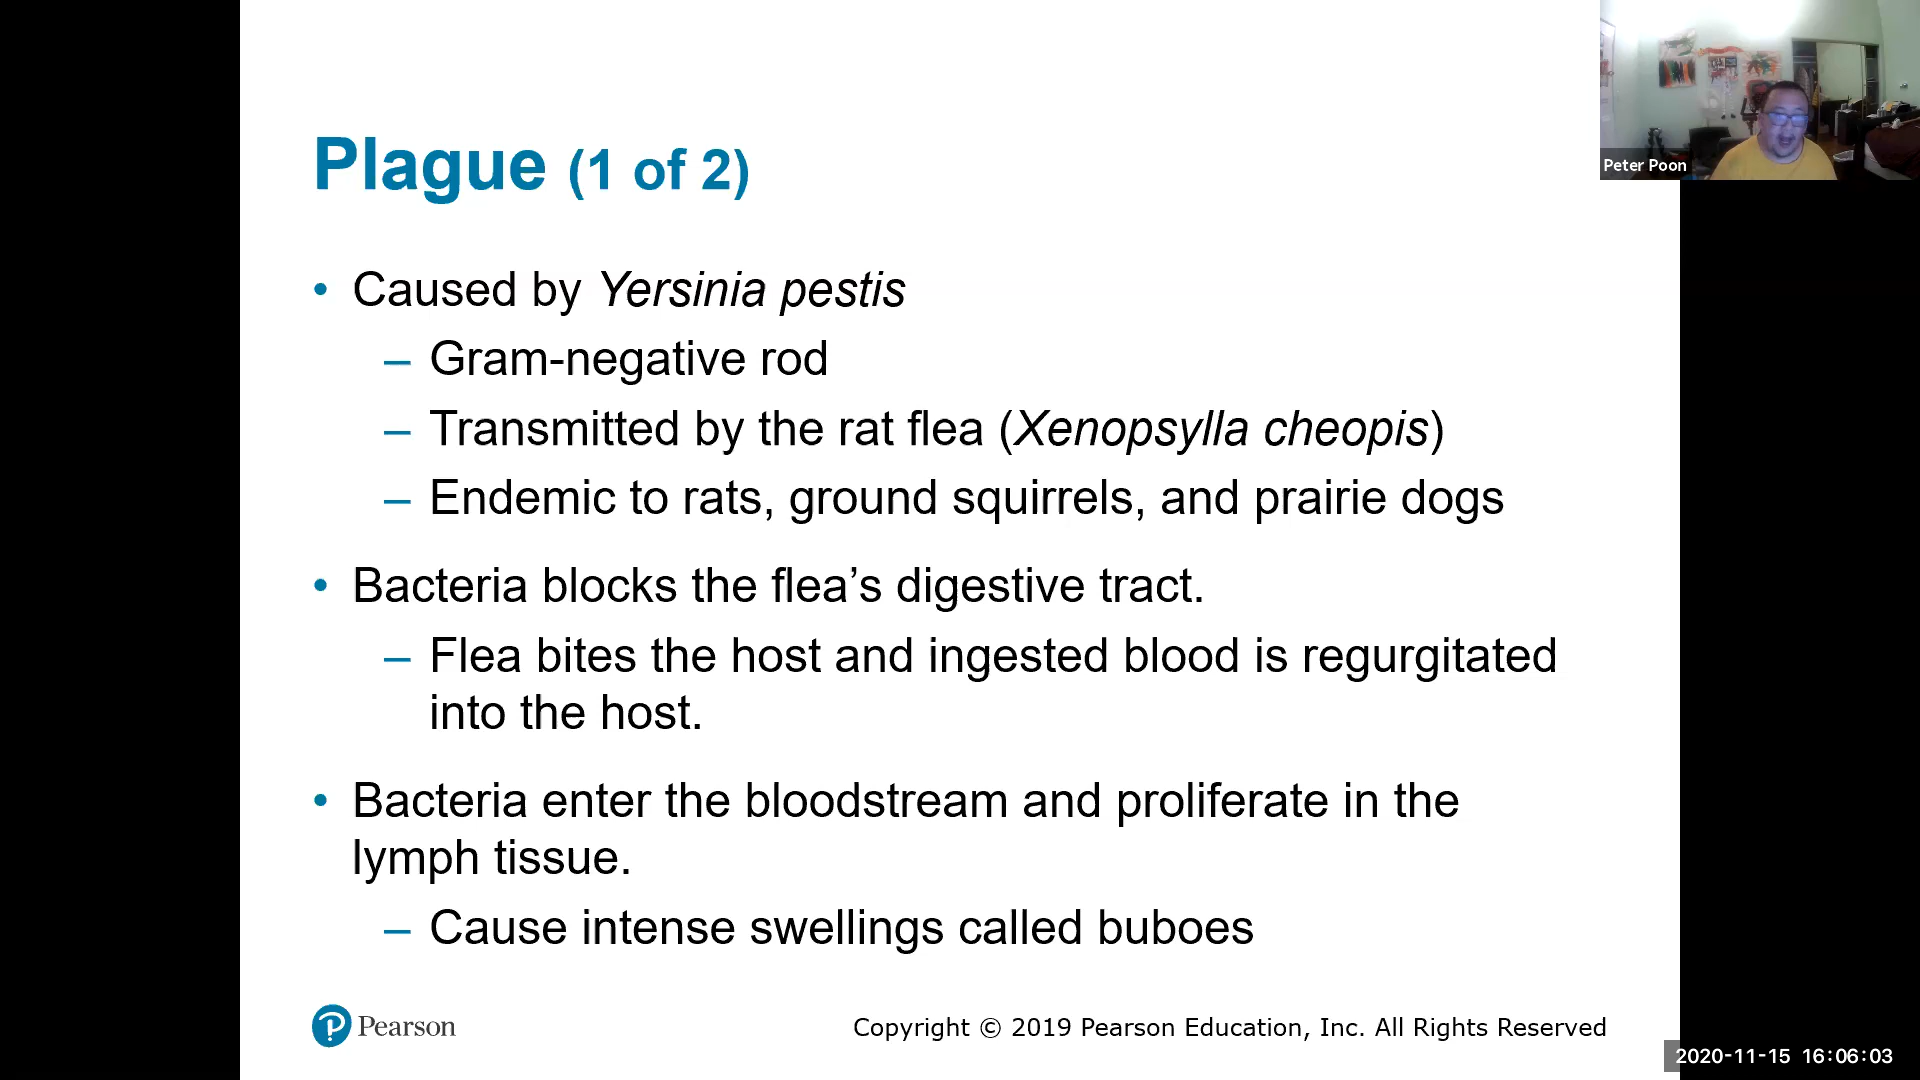 Plague (1 of 2)
Peter Poon
• Caused by Yersinia pestis
– Gram-negative rod
– Transmitted by the rat flea (Xenopsylla cheopis)
– Endemic to rats, ground squirrels, and prairie dogs
• Bacteria blocks the flea’s digestive tract.
– Flea bites the host and ingested blood is regurgitated
into the host.
• Bacteria enter the bloodstream and proliferate in the
lymph tissue.
– Cause intense swellings called buboes
Pearson
Copyright © 2019 Pearson Education, Inc. All Rights Reserved
2020-11-15 16:06:03